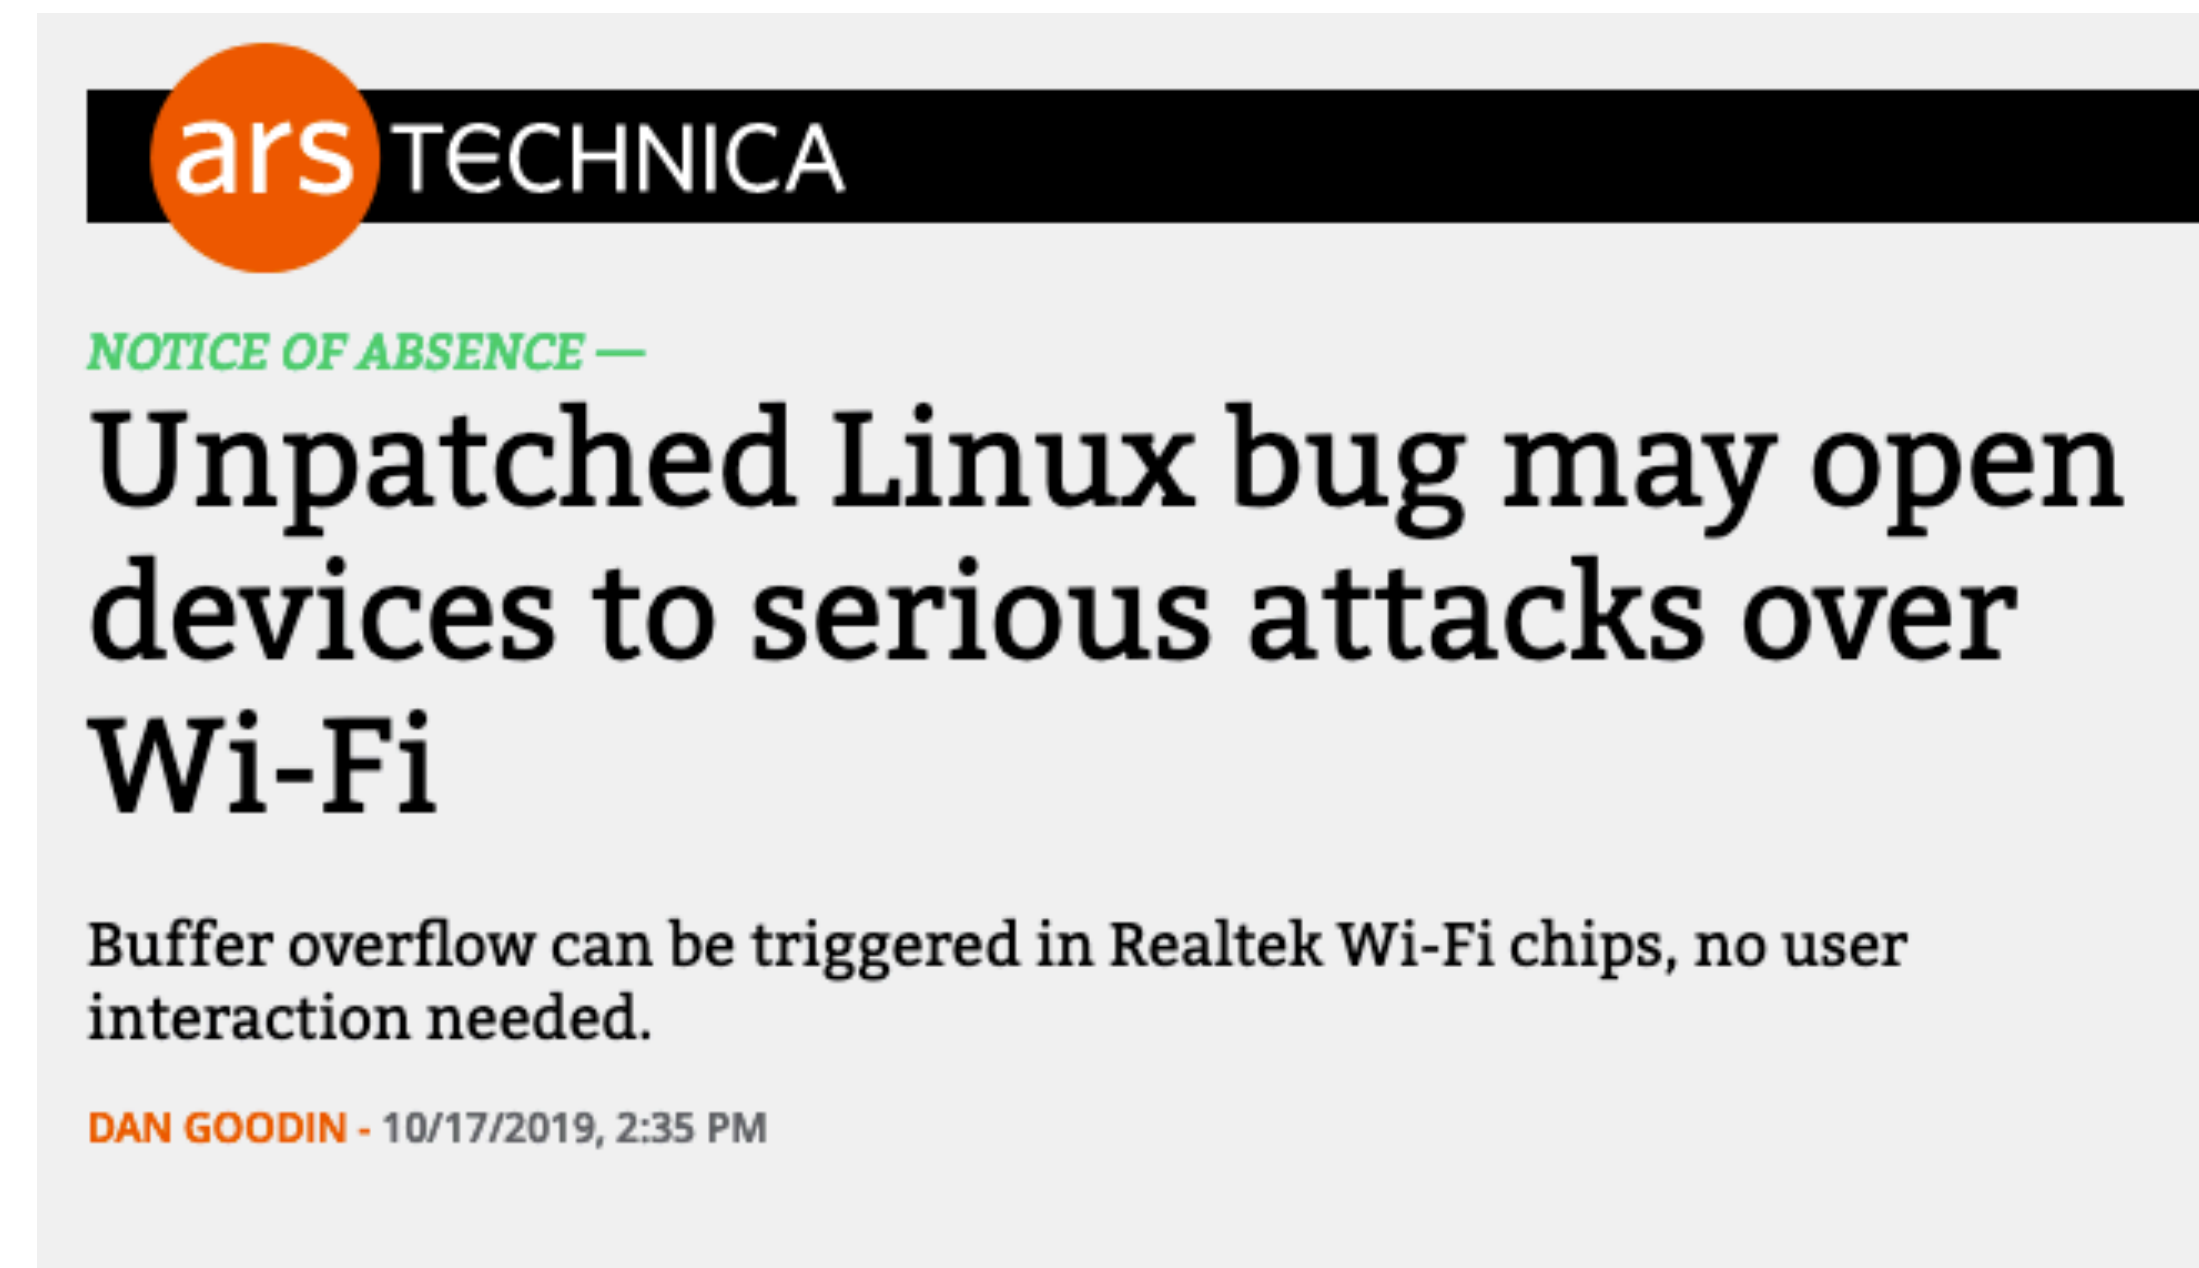 ars TECHNICA
NOTICE OF ABSENCE —
Unpatched Linux bug may open
devices to serious attacks over
Wi-Fi
Buffer overflow can be triggered in Realtek Wi-Fi chips, no user
interaction needed.
DAN GOODIN - 10/17/2019, 2:35 PM